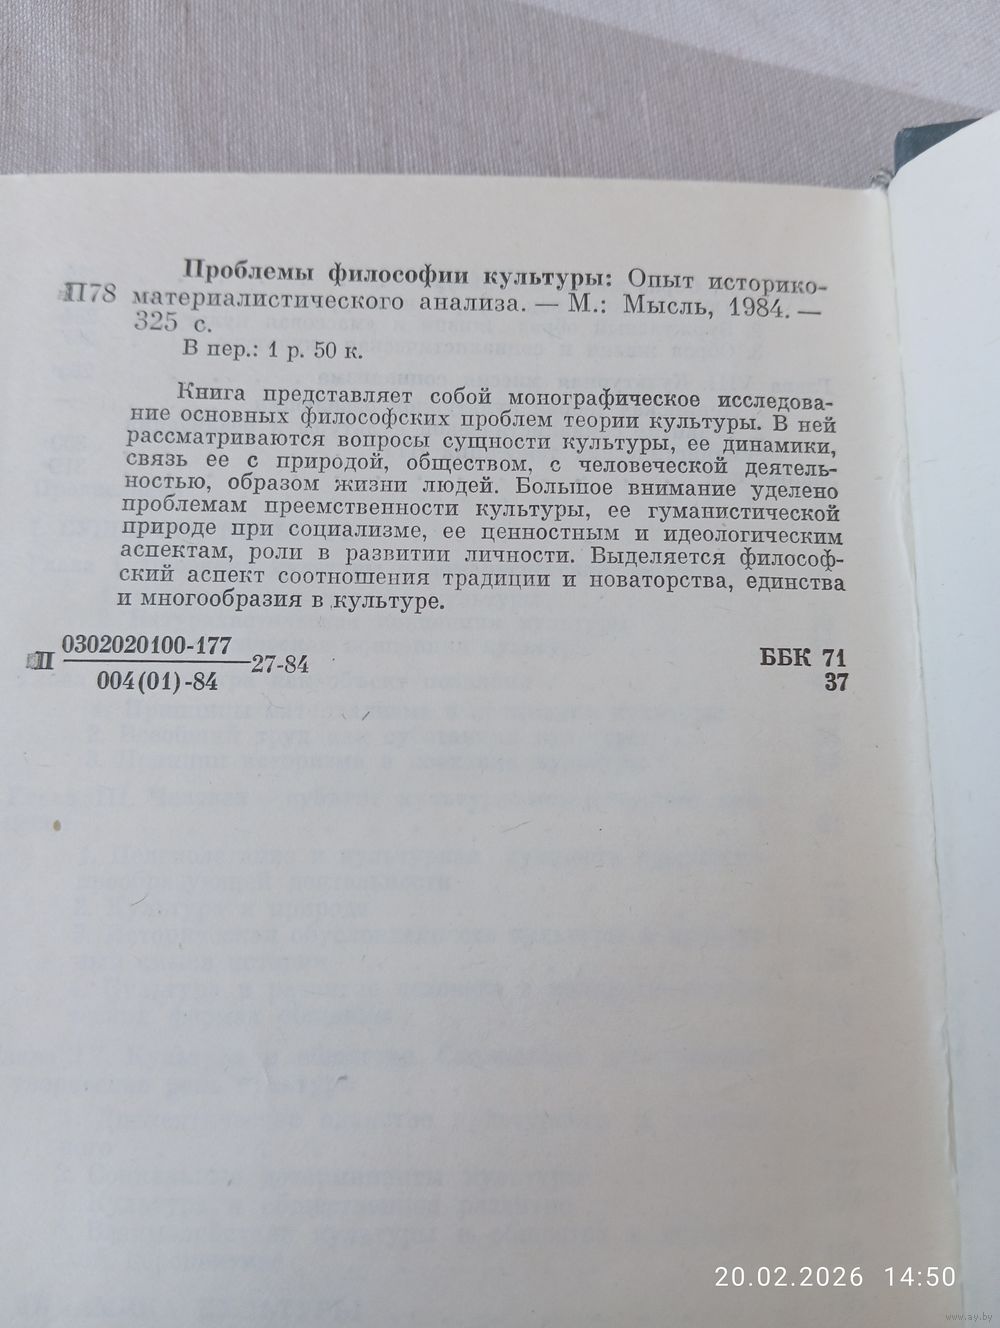 Проблемы философии культуры: Опыт историко-
П78 материалистического анализа. — М.: Мысль, 1984. —
325 с.
В пер.: 1 р. 50 к.
Книга представляет собой монографическое исследова-
ние основных философских проблем теории культуры. В ней
рассматриваются вопросы сущности культуры, ее динамики,
связь ее с природой, обществом, с человеческой деятель-
ностью, образом жизни людей. Большое внимание уделено
проблемам преемственности культуры, ее гуманистической
природе при социализме, ее ценностным и идеологическим
аспектам, роли в развитии личности. Выделяется философ-
ский аспект соотношения традиции и новаторства, единства
и многообразия в культуре.
П 0302020100-177
27-84
004(01)-84
ББК 71
37
20.02.2026 14:50
www.ay.by